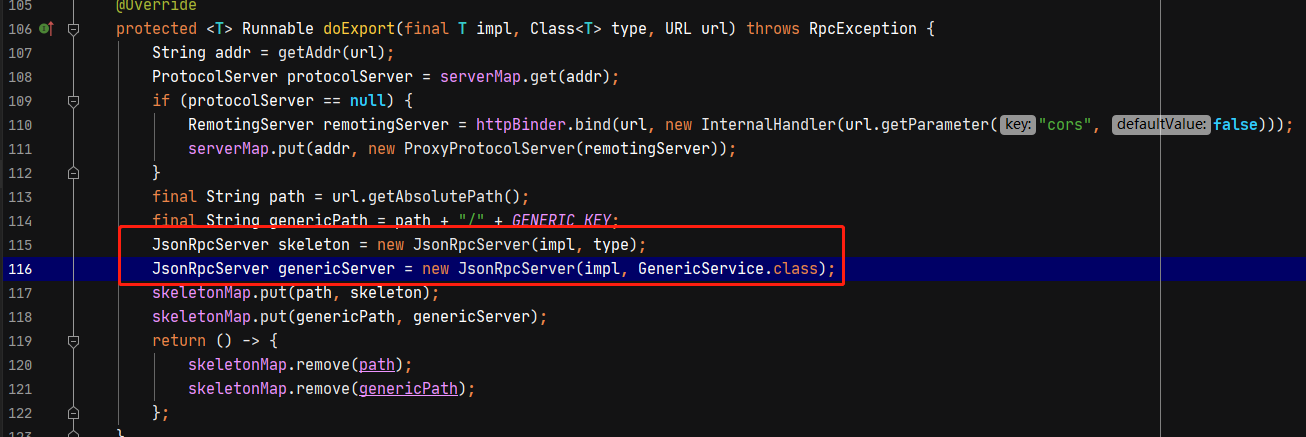 105 @Override
106 protected <T> Runnable doExport(final T impl, Class<T> type, URL url) throws RpcException {
107 String addr = getAddr(url);
108 ProtocolServer protocolServer = serverMap.get(addr);
109 if (protocolServer == null) {
110 RemotingServer remotingServer = httpBinder.bind(url, new InternalHandler(url.getParameter( key: "cors", defaultValue: false)));
111 serverMap.put(addr, new ProxyProtocolServer(remotingServer));
112 }
113 final String path = url.getAbsolutePath();
114 final String genericPath = path + "/" + GENERIC_KEY;
115 JsonRpcServer skeleton = new JsonRpcServer(impl, type);
116 JsonRpcServer genericServer = new JsonRpcServer(impl, GenericService.class);
117 skeletonMap.put(path, skeleton);
118 skeletonMap.put(genericPath, genericServer);
119 return () -> {
120 skeletonMap.remove(path);
121 skeletonMap.remove(genericPath);
122 };
123 }